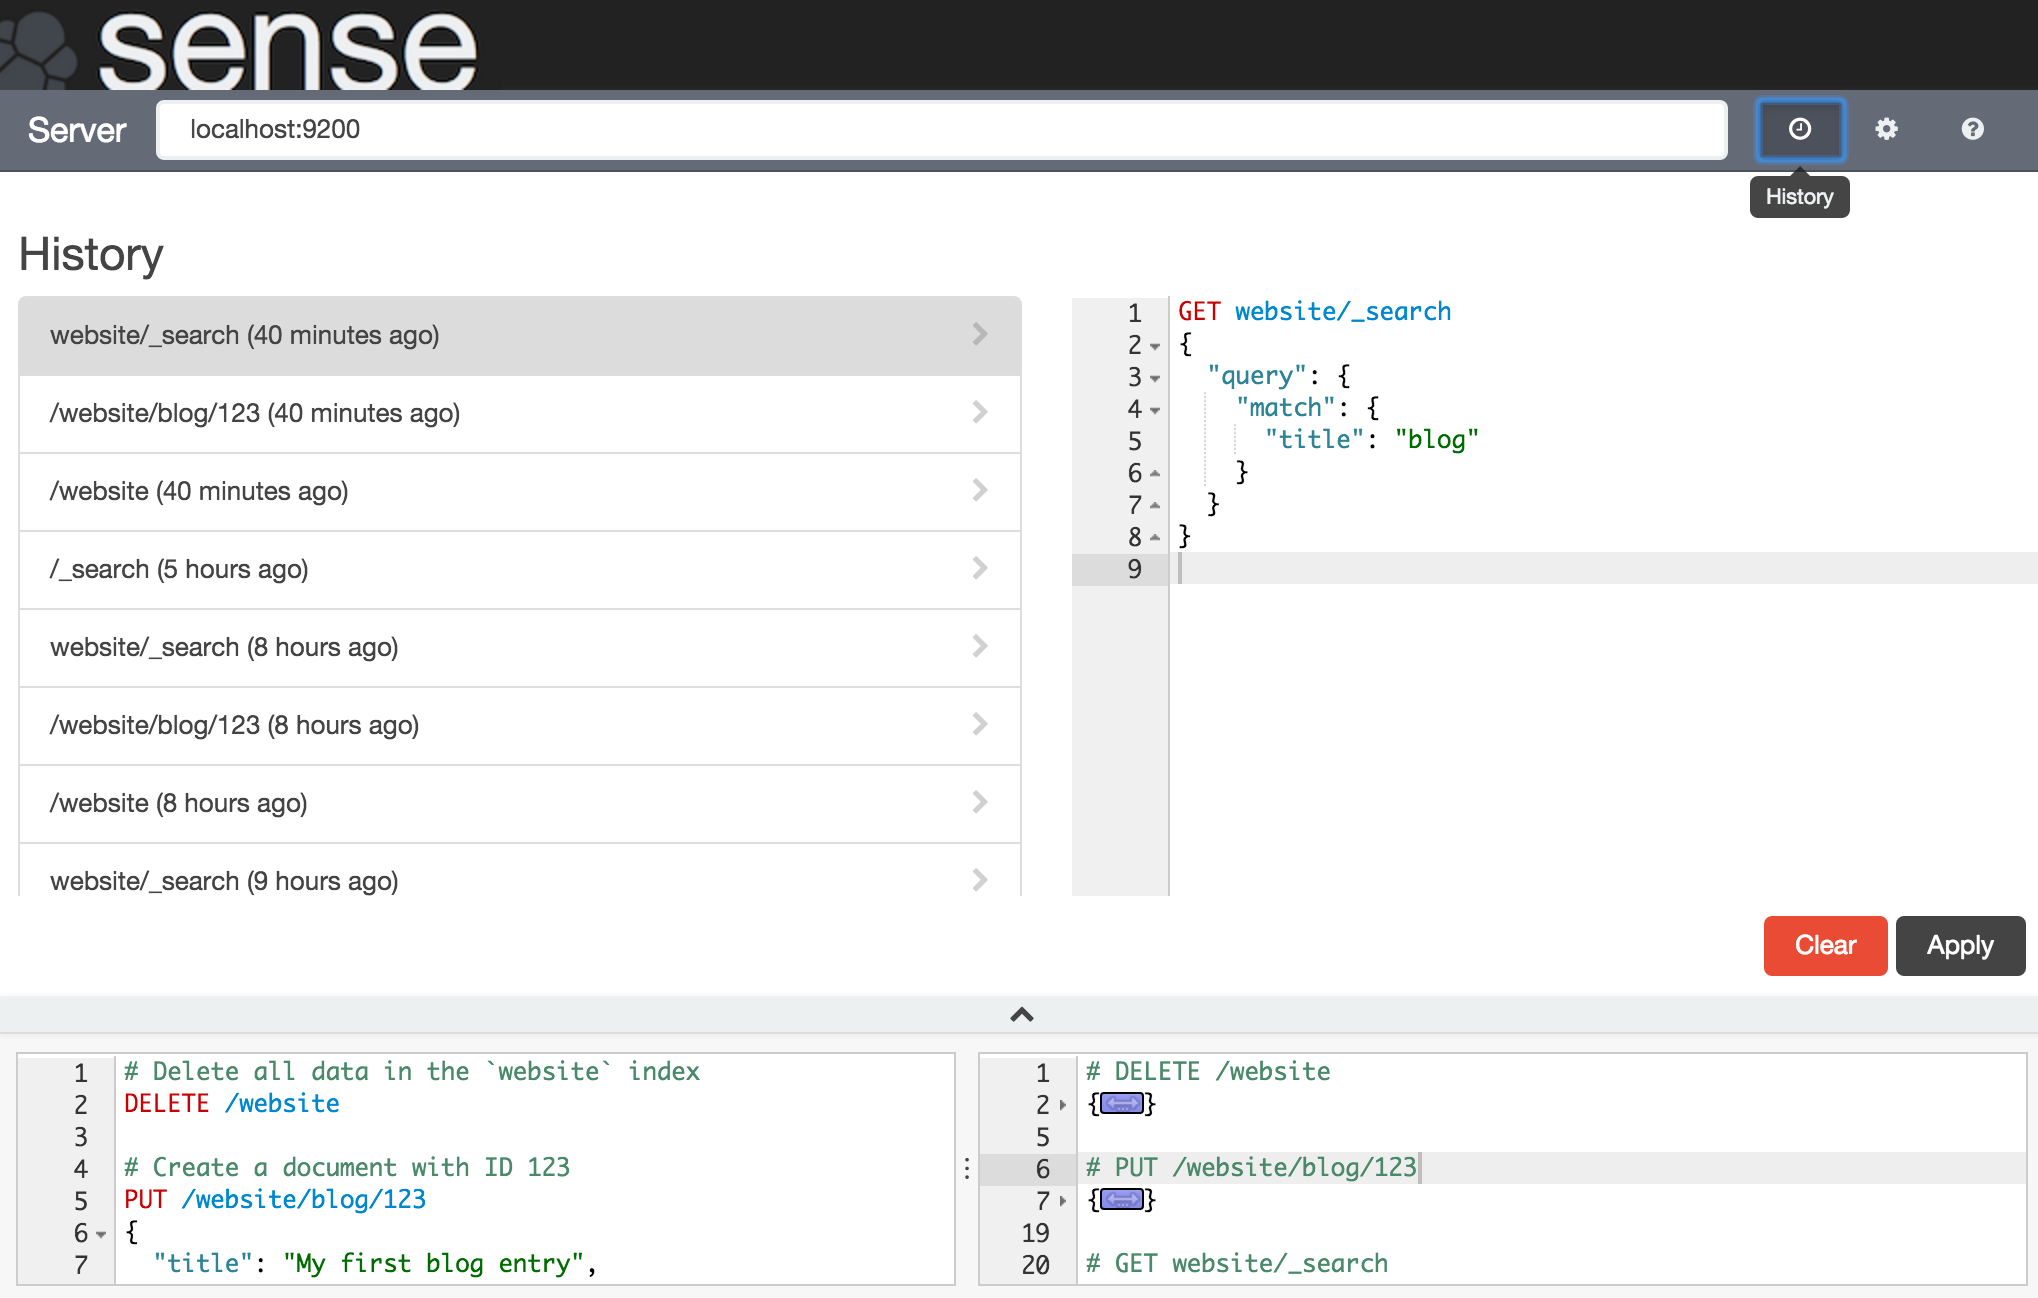 sense
Server
localhost:9200
History
History
website/_search (40 minutes ago)
/website/blog/123 (40 minutes ago)
/website (40 minutes ago)
/_search (5 hours ago)
website/_search (8 hours ago)
/website/blog/123 (8 hours ago)
/website (8 hours ago)
website/_search (9 hours ago)
1 GET website/_search
2 {
3 "query": {
4 "match": {
5 "title": "blog"
6 }
7 }
8 }
9
Clear
Apply
1 # Delete all data in the `website` index
2 DELETE /website
3
4 # Create a document with ID 123
5 PUT /website/blog/123
6 {
7 "title": "My first blog entry",
1 # DELETE /website
2 {}
5
6 # PUT /website/blog/123
7 {}
19
20 # GET website/_search